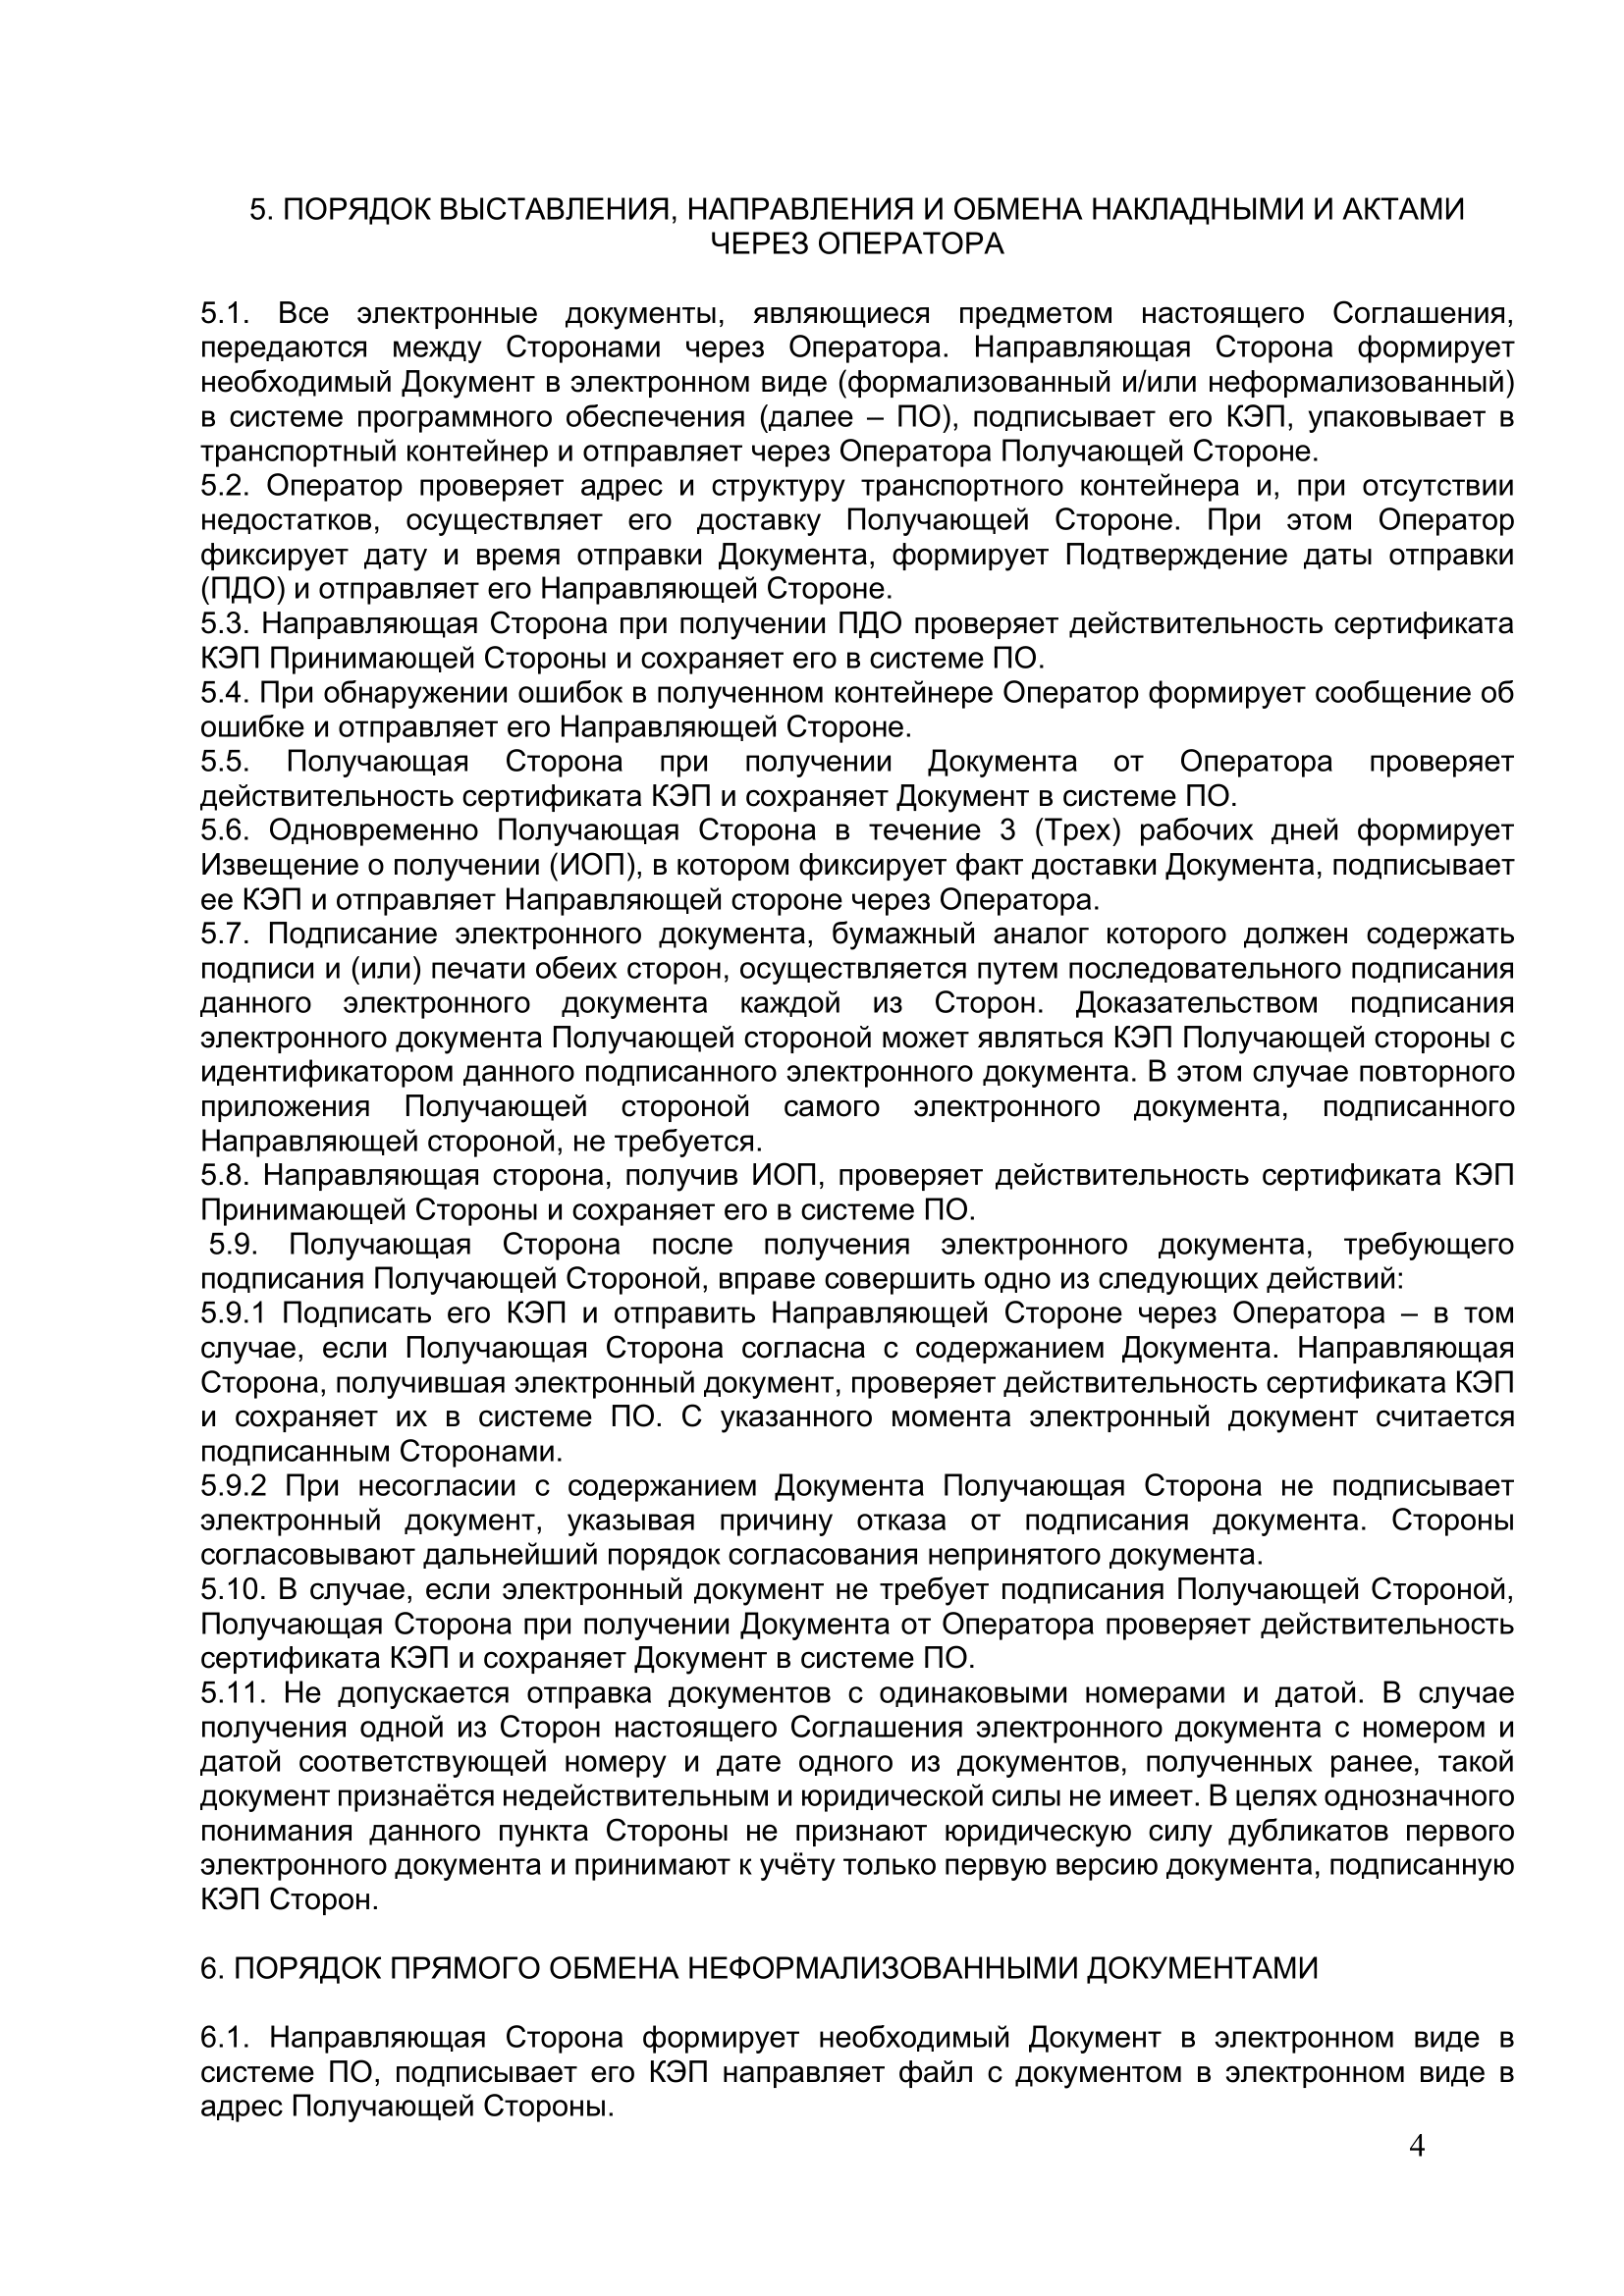 5. ПОРЯДОК ВЫСТАВЛЕНИЯ, НАПРАВЛЕНИЯ И ОБМЕНА НАКЛАДНЫМИ И АКТАМИ
ЧЕРЕЗ ОПЕРАТОРА
5.1. Все электронные документы, являющиеся предметом настоящего Соглашения,
передаются между Сторонами через Оператора. Направляющая Сторона формирует
необходимый Документ в электронном виде (формализованный и/или неформализованный)
в системе программного обеспечения (далее – ПО), подписывает его КЭП, упаковывает в
транспортный контейнер и отправляет через Оператора Получающей Стороне.
5.2. Оператор проверяет адрес и структуру транспортного контейнера и, при отсутствии
недостатков, осуществляет его доставку Получающей Стороне. При этом Оператор
фиксирует дату и время отправки Документа, формирует Подтверждение даты отправки
(ПДО) и отправляет его Направляющей Стороне.
5.3. Направляющая Сторона при получении ПДО проверяет действительность сертификата
КЭП Принимающей Стороны и сохраняет его в системе ПО.
5.4. При обнаружении ошибок в полученном контейнере Оператор формирует сообщение об
ошибке и отправляет его Направляющей Стороне.
5.5. Получающая Сторона при получении Документа от Оператора проверяет
действительность сертификата КЭП и сохраняет Документ в системе ПО.
5.6. Одновременно Получающая Сторона в течение 3 (Трех) рабочих дней формирует
Извещение о получении (ИОП), в котором фиксирует факт доставки Документа, подписывает
ее КЭП и отправляет Направляющей стороне через Оператора.
5.7. Подписание электронного документа, бумажный аналог которого должен содержать
подписи и (или) печати обеих сторон, осуществляется путем последовательного подписания
данного электронного документа каждой из Сторон. Доказательством подписания
электронного документа Получающей стороной может являться КЭП Получающей стороны с
идентификатором данного подписанного электронного документа. В этом случае повторного
приложения Получающей стороной самого электронного документа, подписанного
Направляющей стороной, не требуется.
5.8. Направляющая сторона, получив ИОП, проверяет действительность сертификата КЭП
Принимающей Стороны и сохраняет его в системе ПО.
5.9. Получающая Сторона после получения электронного документа, требующего
подписания Получающей Стороной, вправе совершить одно из следующих действий:
5.9.1 Подписать его КЭП и отправить Направляющей Стороне через Оператора – в том
случае, если Получающая Сторона согласна с содержанием Документа. Направляющая
Сторона, получившая электронный документ, проверяет действительность сертификата КЭП
и сохраняет их в системе ПО. С указанного момента электронный документ считается
подписанным Сторонами.
5.9.2 При несогласии с содержанием Документа Получающая Сторона не подписывает
электронный документ, указывая причину отказа от подписания документа. Стороны
согласовывают дальнейший порядок согласования непринятого документа.
5.10. В случае, если электронный документ не требует подписания Получающей Стороной,
Получающая Сторона при получении Документа от Оператора проверяет действительность
сертификата КЭП и сохраняет Документ в системе ПО.
5.11. Не допускается отправка документов с одинаковыми номерами и датой. В случае
получения одной из Сторон настоящего Соглашения электронного документа с номером и
датой соответствующей номеру и дате одного из документов, полученных ранее, такой
документ признаётся недействительным и юридической силы не имеет. В целях однозначного
понимания данного пункта Стороны не признают юридическую силу дубликатов первого
электронного документа и принимают к учёту только первую версию документа, подписанную
КЭП Сторон.
6. ПОРЯДОК ПРЯМОГО ОБМЕНА НЕФОРМАЛИЗОВАННЫМИ ДОКУМЕНТАМИ
6.1. Направляющая Сторона формирует необходимый Документ в электронном виде в
системе ПО, подписывает его КЭП направляет файл с документом в электронном виде в
адрес Получающей Стороны.
4